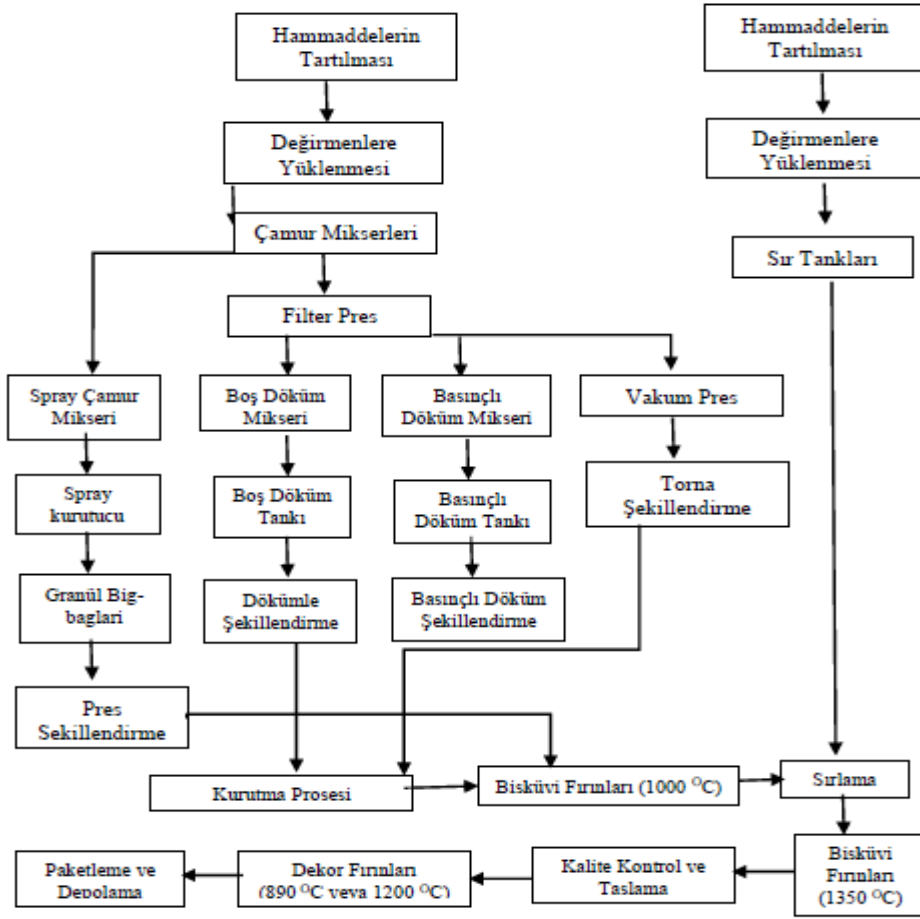 Hammaddelerin
Tartılması
Hammaddelerin
Tartılması
Değirmenlere
Yüklenmesi
Değirmenlere
Yüklenmesi
Çamur Mikserleri
Sır Tankları
Filter Pres
Spray Çamur
Mikseri
Boş Döküm
Mikseri
Basınçlı
Döküm Mikseri
Vakum Pres
Spray
kurutucu
Boş Döküm
Tankı
Basınçlı
Döküm Tankı
Torna
Şekillendirme
Granül Big-
baglari
Dökümle
Şekillendirme
Basınçlı Döküm
Şekillendirme
Pres
Sekillendirme
Kurutma Prosesi
Bisküvi Fırınları (1000 °C)
Sırlama
Paketleme ve
Depolama
Dekor Fırınları
(890 °C veya 1200 °C)
Kalite Kontrol ve
Taslama
Bisküvi
Fırınları
(1350 °C)